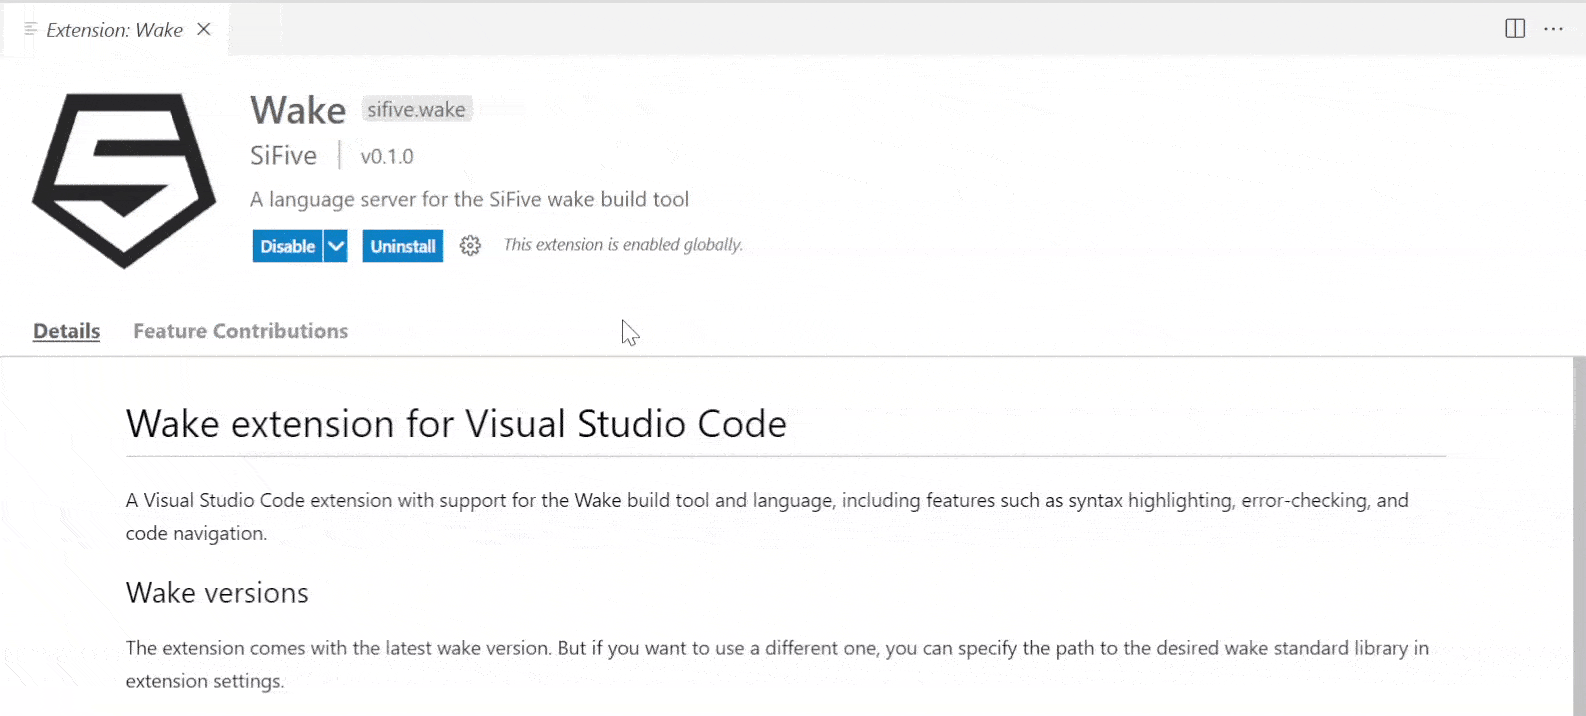 Extension: Wake
Wake sifive.wake
SiFive v0.1.0
A language server for the SiFive wake build tool
Disable Uninstall This extension is enabled globally.
Details Feature Contributions
Wake extension for Visual Studio Code
A Visual Studio Code extension with support for the Wake build tool and language, including features such as syntax highlighting, error-checking, and
code navigation.
Wake versions
The extension comes with the latest wake version. But if you want to use a different one, you can specify the path to the desired wake standard library in
extension settings.